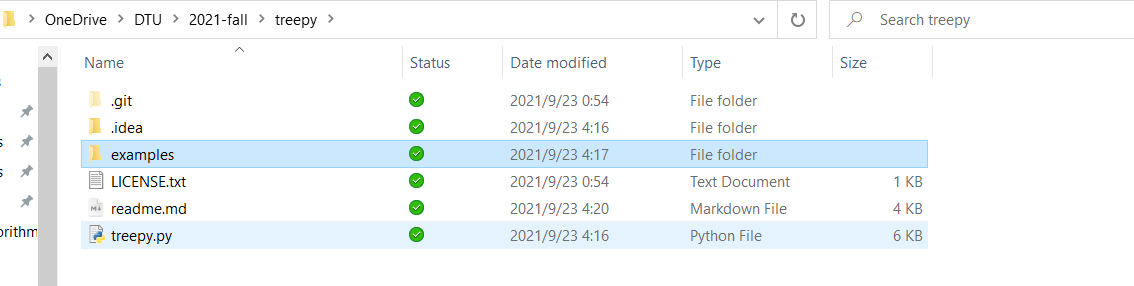 OneDrive > DTU > 2021-fall > treepy >
Search treepy
Name Status Date modified Type Size
.git 2021/9/23 0:54 File folder
.idea 2021/9/23 4:16 File folder
examples 2021/9/23 4:17 File folder
LICENSE.txt 2021/9/23 0:54 Text Document 1 KB
readme.md 2021/9/23 4:20 Markdown File 4 KB
treepy.py 2021/9/23 4:16 Python File 6 KB